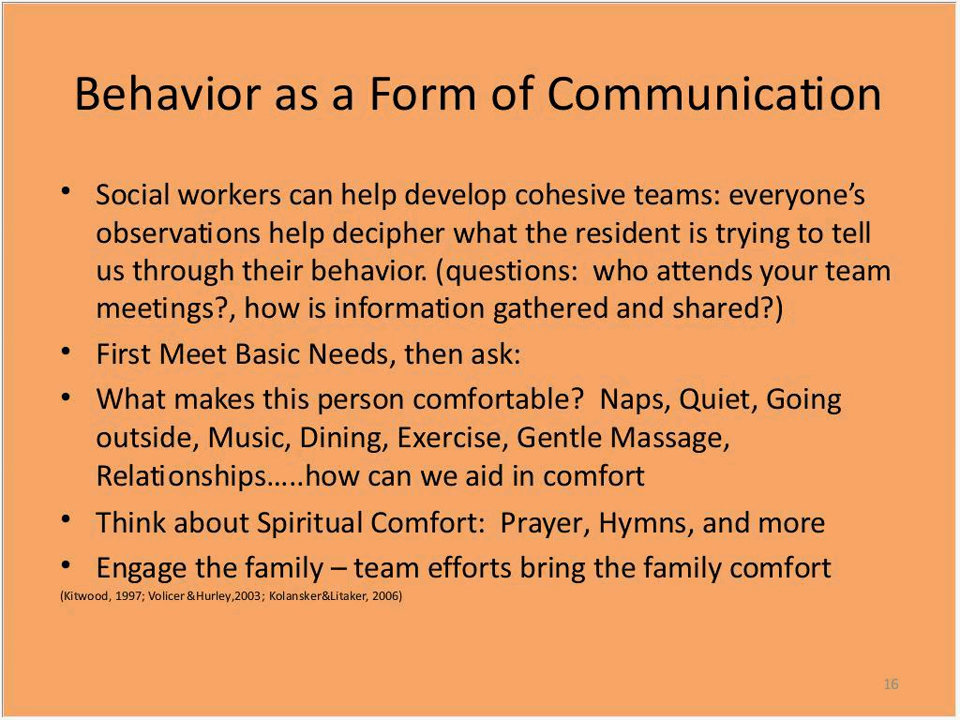 Behavior as a Form of Communication
• Social workers can help develop cohesive teams: everyone’s
observations help decipher what the resident is trying to tell
us through their behavior. (questions:  who attends your team
meetings?, how is information gathered and shared?)
• First Meet Basic Needs, then ask:
• What makes this person comfortable?  Naps, Quiet, Going
outside, Music, Dining, Exercise, Gentle Massage,
Relationships…..how can we aid in comfort
• Think about Spiritual Comfort:  Prayer, Hymns, and more
• Engage the family – team efforts bring the family comfort
(Kitwood, 1997; Volicer &Hurley,2003; Kolansker&Litaker, 2006)
16